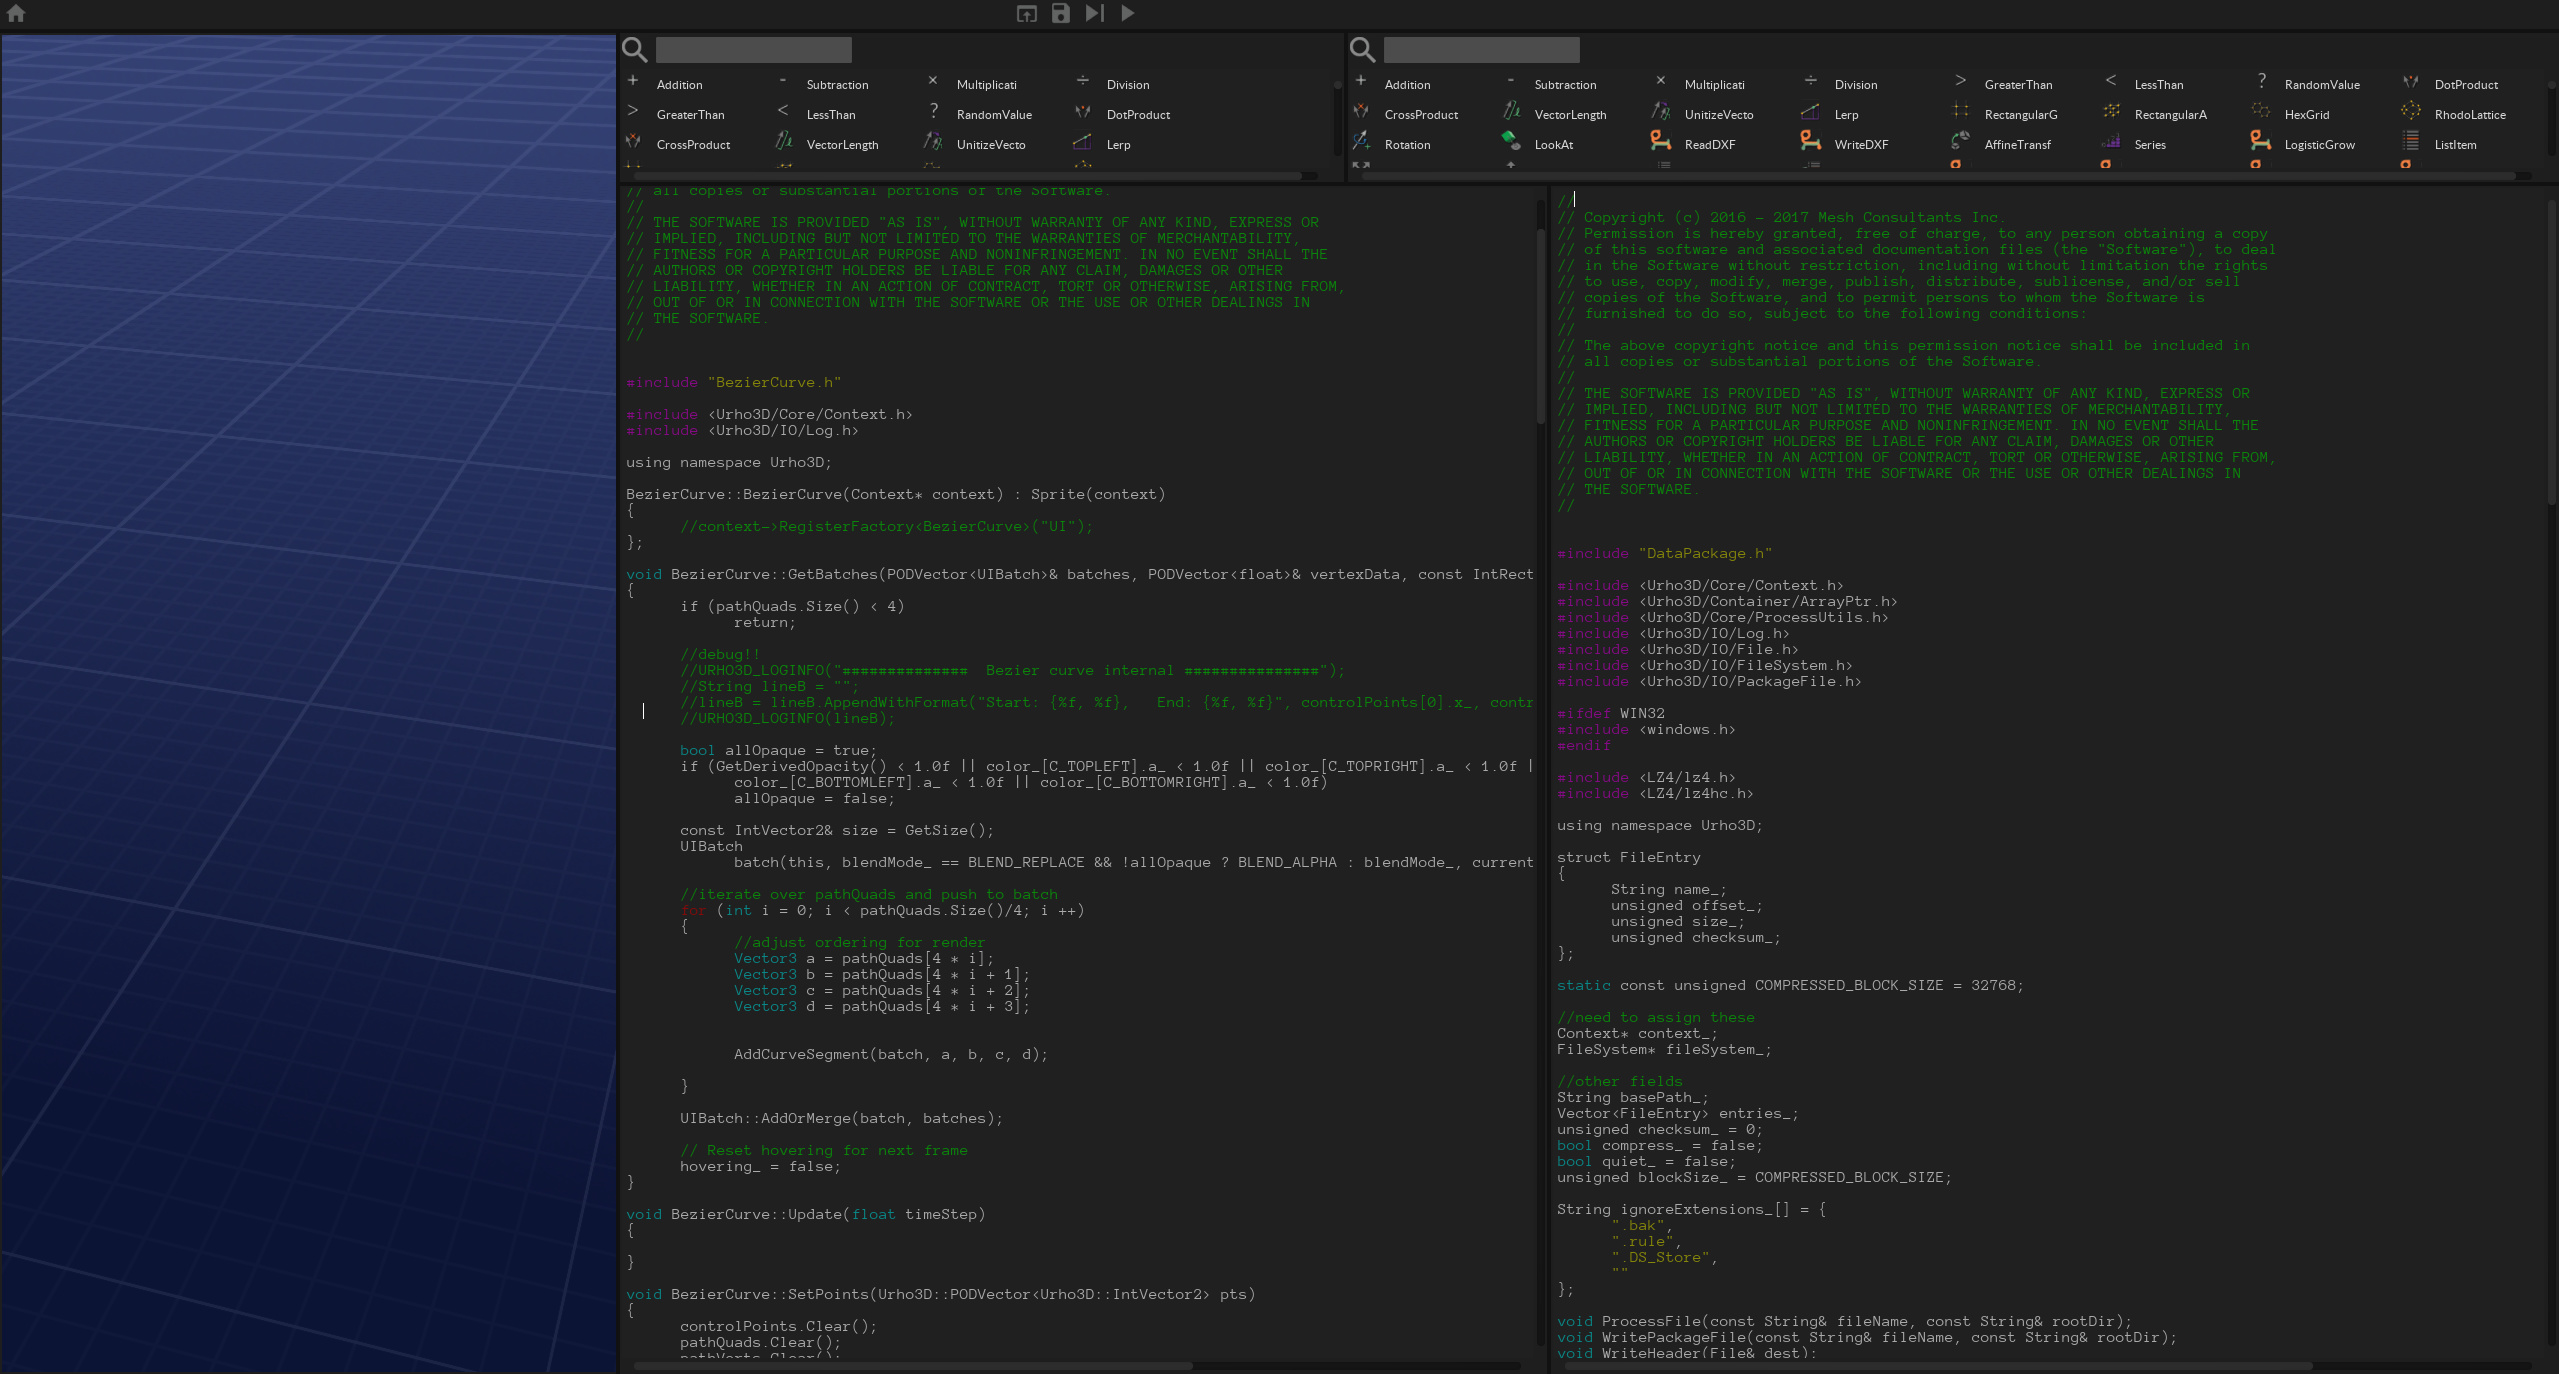 + Addition - Subtraction × Multiplicati ÷ Division
> GreaterThan < LessThan ? RandomValue DotProduct
CrossProduct VectorLength UnitizeVecto Lerp
+ Addition - Subtraction × Multiplicati ÷ Division > GreaterThan < LessThan ? RandomValue DotProduct
CrossProduct VectorLength UnitizeVecto Lerp RectangularG RectangularA HexGrid RhodoLattice
Rotation LookAt ReadDXF WriteDXF AffineTransf Series LogisticGrow ListItem
// all copies or substantial portions of the Software.
//
// THE SOFTWARE IS PROVIDED "AS IS", WITHOUT WARRANTY OF ANY KIND, EXPRESS OR
// IMPLIED, INCLUDING BUT NOT LIMITED TO THE WARRANTIES OF MERCHANTABILITY,
// FITNESS FOR A PARTICULAR PURPOSE AND NONINFRINGEMENT. IN NO EVENT SHALL THE
// AUTHORS OR COPYRIGHT HOLDERS BE LIABLE FOR ANY CLAIM, DAMAGES OR OTHER
// LIABILITY, WHETHER IN AN ACTION OF CONTRACT, TORT OR OTHERWISE, ARISING FROM,
// OUT OF OR IN CONNECTION WITH THE SOFTWARE OR THE USE OR OTHER DEALINGS IN
// THE SOFTWARE.
//
#include "BezierCurve.h"
#include <Urho3D/Core/Context.h>
#include <Urho3D/IO/Log.h>
using namespace Urho3D;
BezierCurve::BezierCurve(Context* context) : Sprite(context)
{
//context->RegisterFactory<BezierCurve>("UI");
};
void BezierCurve::GetBatches(PODVector<UIBatch>& batches, PODVector<float>& vertexData, const IntRect
{
if (pathQuads.Size() < 4)
return;
//debug!!
//URHO3D_LOGINFO("##############  Bezier curve internal ###############");
//String lineB = "";
//lineB = lineB.AppendWithFormat("Start: {%f, %f},   End: {%f, %f}", controlPoints[0].x_, contr
//URHO3D_LOGINFO(lineB);
bool allOpaque = true;
if (GetDerivedOpacity() < 1.0f || color_[C_TOPLEFT].a_ < 1.0f || color_[C_TOPRIGHT].a_ < 1.0f |
color_[C_BOTTOMLEFT].a_ < 1.0f || color_[C_BOTTOMRIGHT].a_ < 1.0f)
allOpaque = false;
const IntVector2& size = GetSize();
UIBatch
batch(this, blendMode_ == BLEND_REPLACE && !allOpaque ? BLEND_ALPHA : blendMode_, current
//iterate over pathQuads and push to batch
for (int i = 0; i < pathQuads.Size()/4; i ++)
{
//adjust ordering for render
Vector3 a = pathQuads[4 * i];
Vector3 b = pathQuads[4 * i + 1];
Vector3 c = pathQuads[4 * i + 2];
Vector3 d = pathQuads[4 * i + 3];
AddCurveSegment(batch, a, b, c, d);
}
UIBatch::AddOrMerge(batch, batches);
// Reset hovering for next frame
hovering_ = false;
}
void BezierCurve::Update(float timeStep)
{
}
void BezierCurve::SetPoints(Urho3D::PODVector<Urho3D::IntVector2> pts)
{
controlPoints.Clear();
pathQuads.Clear();
pathVerts.Clear();
//
// Copyright (c) 2016 - 2017 Mesh Consultants Inc.
// Permission is hereby granted, free of charge, to any person obtaining a copy
// of this software and associated documentation files (the "Software"), to deal
// in the Software without restriction, including without limitation the rights
// to use, copy, modify, merge, publish, distribute, sublicense, and/or sell
// copies of the Software, and to permit persons to whom the Software is
// furnished to do so, subject to the following conditions:
//
// The above copyright notice and this permission notice shall be included in
// all copies or substantial portions of the Software.
//
// THE SOFTWARE IS PROVIDED "AS IS", WITHOUT WARRANTY OF ANY KIND, EXPRESS OR
// IMPLIED, INCLUDING BUT NOT LIMITED TO THE WARRANTIES OF MERCHANTABILITY,
// FITNESS FOR A PARTICULAR PURPOSE AND NONINFRINGEMENT. IN NO EVENT SHALL THE
// AUTHORS OR COPYRIGHT HOLDERS BE LIABLE FOR ANY CLAIM, DAMAGES OR OTHER
// LIABILITY, WHETHER IN AN ACTION OF CONTRACT, TORT OR OTHERWISE, ARISING FROM,
// OUT OF OR IN CONNECTION WITH THE SOFTWARE OR THE USE OR OTHER DEALINGS IN
// THE SOFTWARE.
//
#include "DataPackage.h"
#include <Urho3D/Core/Context.h>
#include <Urho3D/Container/ArrayPtr.h>
#include <Urho3D/Core/ProcessUtils.h>
#include <Urho3D/IO/Log.h>
#include <Urho3D/IO/File.h>
#include <Urho3D/IO/FileSystem.h>
#include <Urho3D/IO/PackageFile.h>
#ifdef WIN32
#include <windows.h>
#endif
#include <LZ4/lz4.h>
#include <LZ4/lz4hc.h>
using namespace Urho3D;
struct FileEntry
{
String name_;
unsigned offset_;
unsigned size_;
unsigned checksum_;
};
static const unsigned COMPRESSED_BLOCK_SIZE = 32768;
//need to assign these
Context* context_;
FileSystem* fileSystem_;
//other fields
String basePath_;
Vector<FileEntry> entries_;
unsigned checksum_ = 0;
bool compress_ = false;
bool quiet_ = false;
unsigned blockSize_ = COMPRESSED_BLOCK_SIZE;
String ignoreExtensions_[] = {
".bak",
".rule",
".DS_Store",
""
};
void ProcessFile(const String& fileName, const String& rootDir);
void WritePackageFile(const String& fileName, const String& rootDir);
void WriteHeader(File& dest);